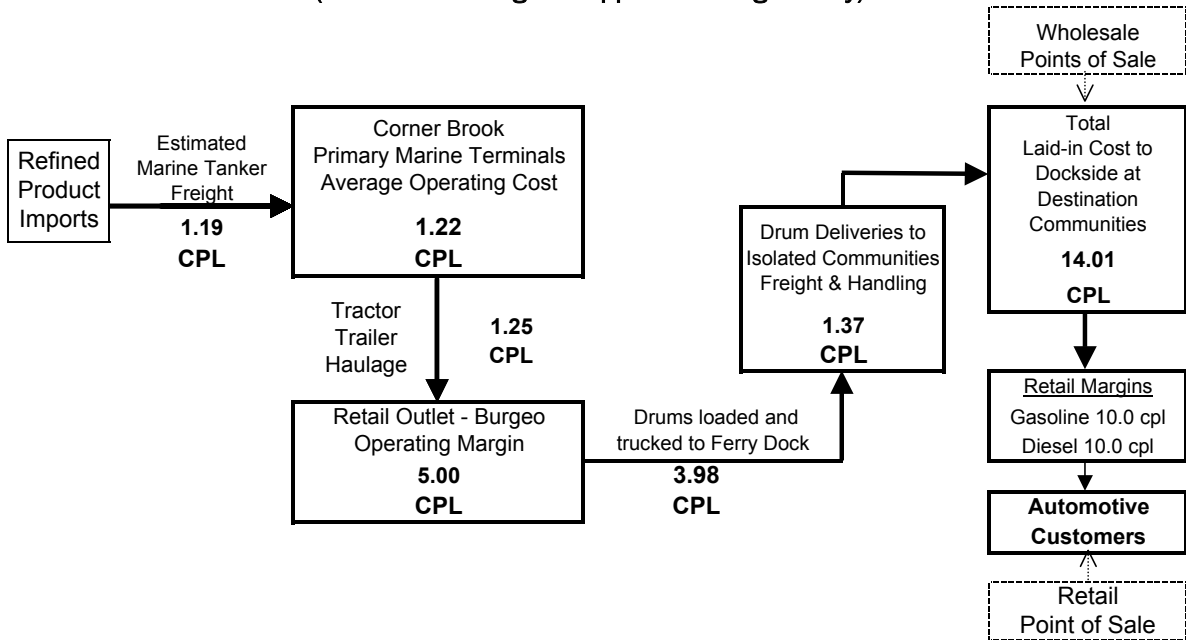 Wholesale
Points of Sale
Refined
Product
Imports
Estimated
Marine Tanker
Freight
1.19
CPL
Corner Brook
Primary Marine Terminals
Average Operating Cost
1.22
CPL
Tractor
Trailer
Haulage
1.25
CPL
Retail Outlet - Burgeo
Operating Margin
5.00
CPL
Drums loaded and
trucked to Ferry Dock
3.98
CPL
Drum Deliveries to
Isolated Communities
Freight & Handling
1.37
CPL
Total
Laid-in Cost to
Dockside at
Destination
Communities
14.01
CPL
Retail Margins
Gasoline 10.0 cpl
Diesel 10.0 cpl
Automotive
Customers
Retail
Point of Sale